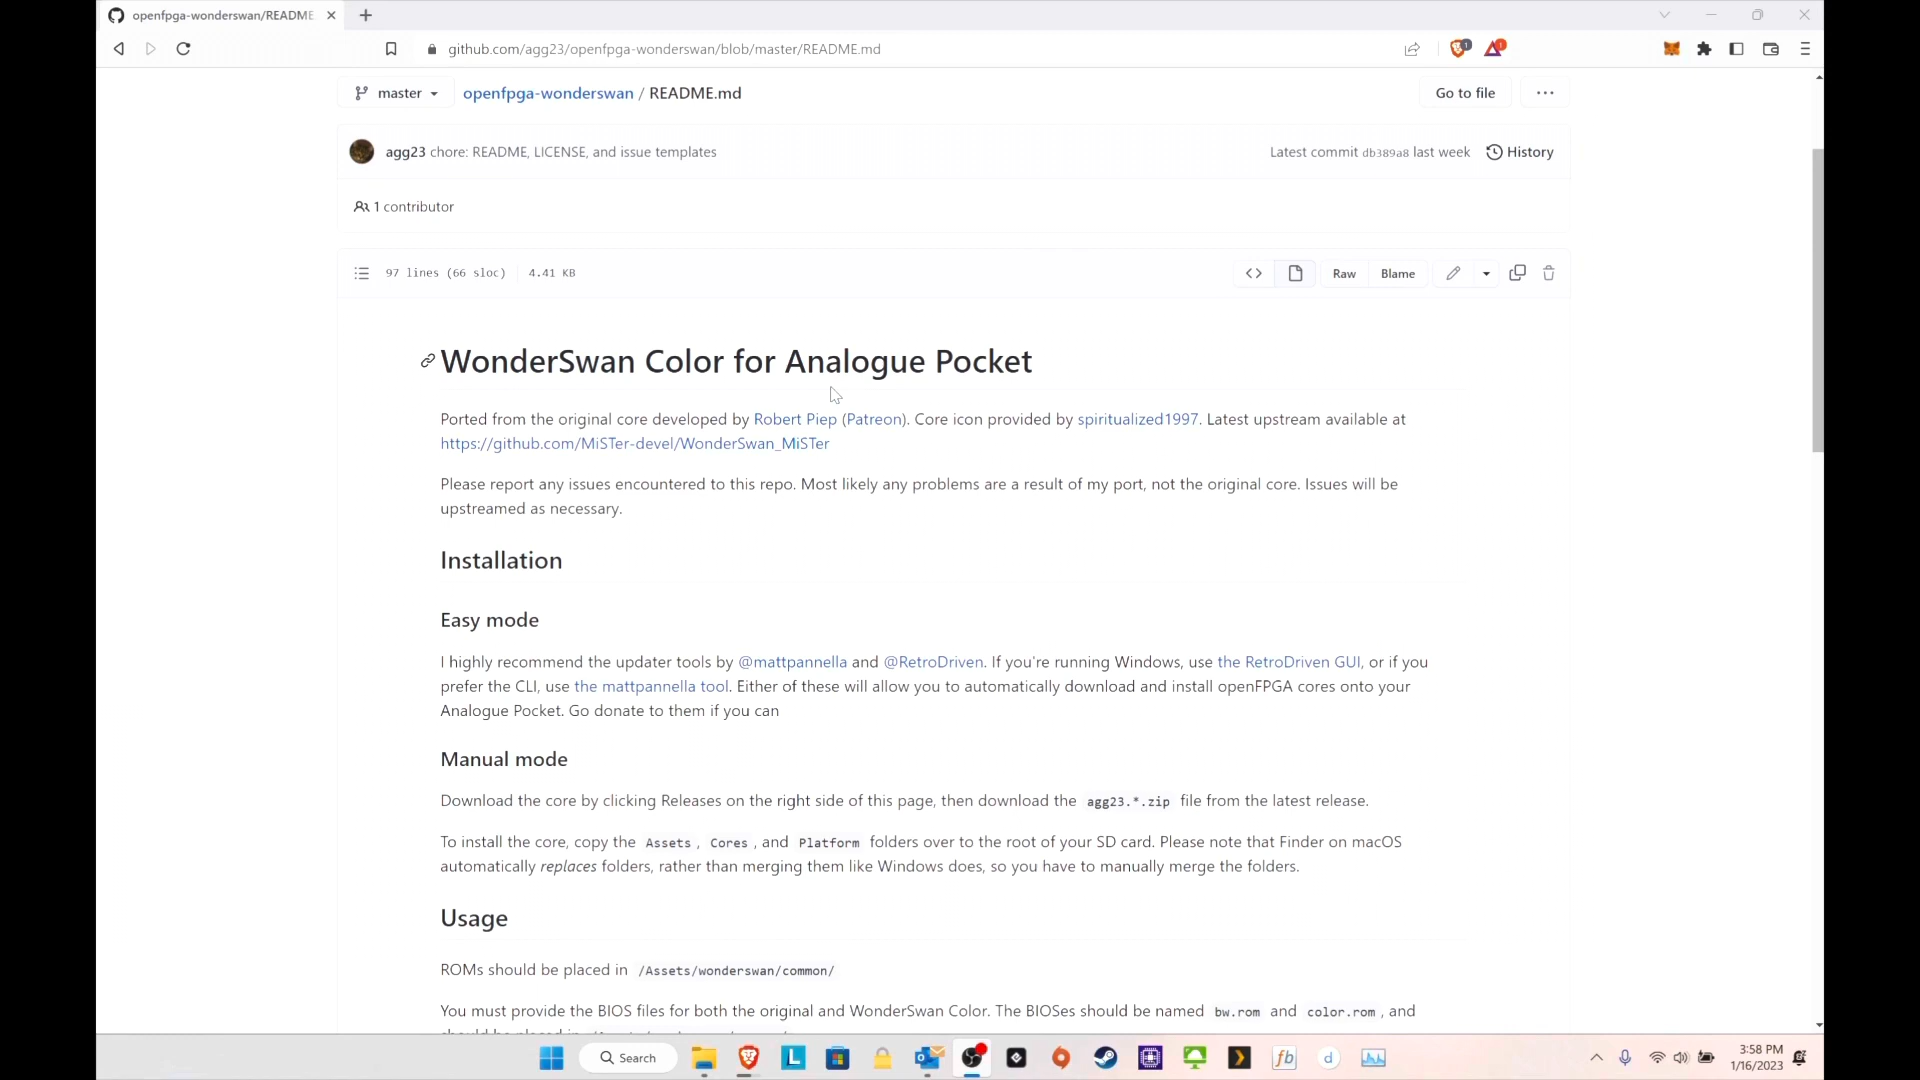 openfpga-wonderswan/README
github.com/agg23/openfpga-wonderswan/blob/master/README.md
1
1
master
openfpga-wonderswan / README.md
Go to file
agg23 chore: README, LICENSE, and issue templates
Latest commit db389a8 last week
History
1 contributor
97 lines (66 sloc)
4.41 KB
Raw
Blame
WonderSwan Color for Analogue Pocket
Ported from the original core developed by Robert Piep (Patreon). Core icon provided by spiritualized1997. Latest upstream available at
https://github.com/MiSTer-devel/WonderSwan_MiSTer
Please report any issues encountered to this repo. Most likely any problems are a result of my port, not the original core. Issues will be
upstreamed as necessary.
Installation
Easy mode
I highly recommend the updater tools by @mattpannella and @RetroDriven. If you're running Windows, use the RetroDriven GUI, or if you
prefer the CLI, use the mattpannella tool. Either of these will allow you to automatically download and install openFPGA cores onto your
Analogue Pocket. Go donate to them if you can
Manual mode
Download the core by clicking Releases on the right side of this page, then download the agg23.*.zip file from the latest release.
To install the core, copy the Assets, Cores, and Platform folders over to the root of your SD card. Please note that Finder on macOS
automatically replaces folders, rather than merging them like Windows does, so you have to manually merge the folders.
Usage
ROMs should be placed in /Assets/wonderswan/common/
You must provide the BIOS files for both the original and WonderSwan Color. The BIOSes should be named bw.rom and color.rom, and
Search
L
fb
d
3:58 PM
1/16/2023